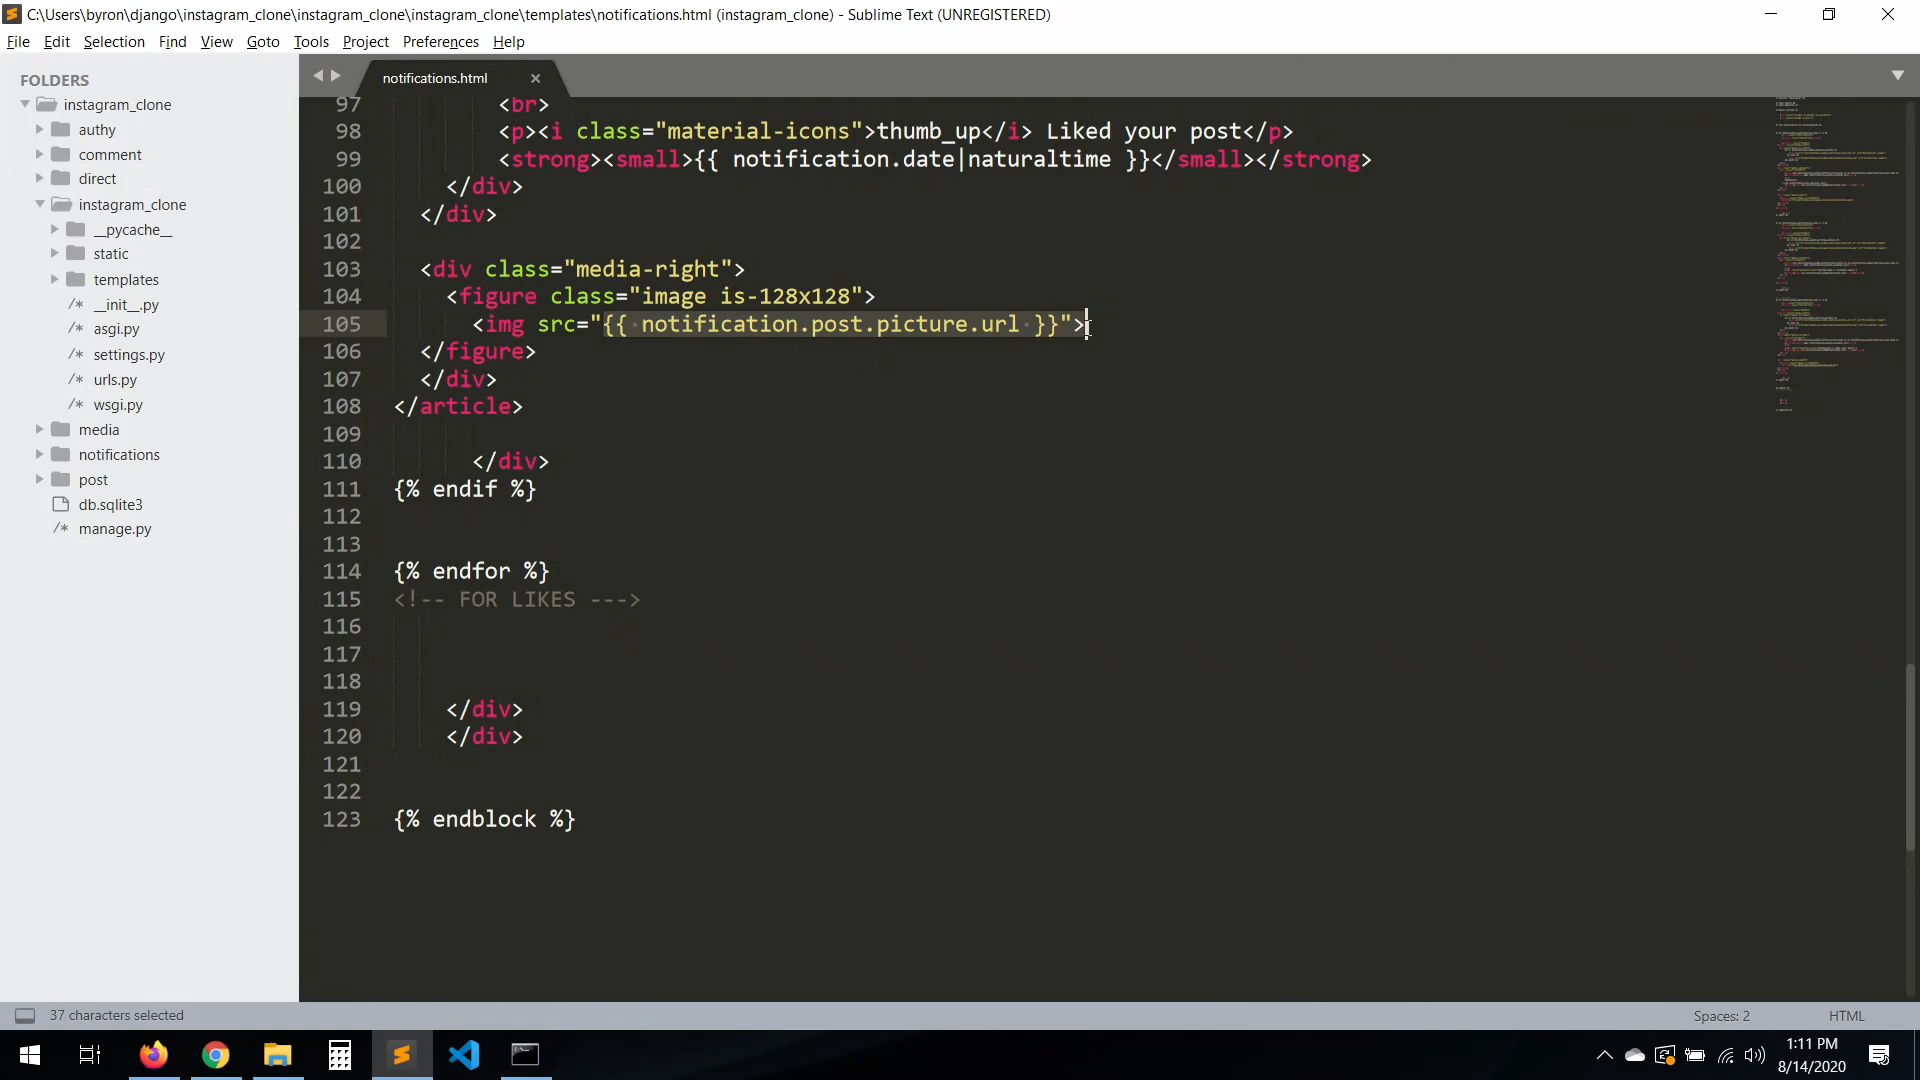 C:\Users\byron\django\instagram_clone\instagram_clone\instagram_clone\templates\notifications.html (instagram_clone) - Sublime Text (UNREGISTERED)
File Edit Selection Find View Goto Tools Project Preferences Help
FOLDERS
instagram_clone
authy
comment
direct
instagram_clone
__pycache__
static
templates
/* __init__.py
/* asgi.py
/* settings.py
/* urls.py
/* wsgi.py
media
notifications
post
db.sqlite3
/* manage.py
notifications.html
97 <br>
98 <p><i class="material-icons">thumb_up</i> Liked your post</p>
99 <strong><small>{{ notification.date|naturaltime }}</small></strong>
100 </div>
101 </div>
102
103 <div class="media-right">
104 <figure class="image is-128x128">
105 <img src="{{ notification.post.picture.url }}">
106 </figure>
107 </div>
108 </article>
109
110 </div>
111 {% endif %}
112
113
114 {% endfor %}
115 <!-- FOR LIKES --->
116
117
118
119 </div>
120 </div>
121
122
123 {% endblock %}
37 characters selected
Spaces: 2 HTML
1:11 PM
8/14/2020